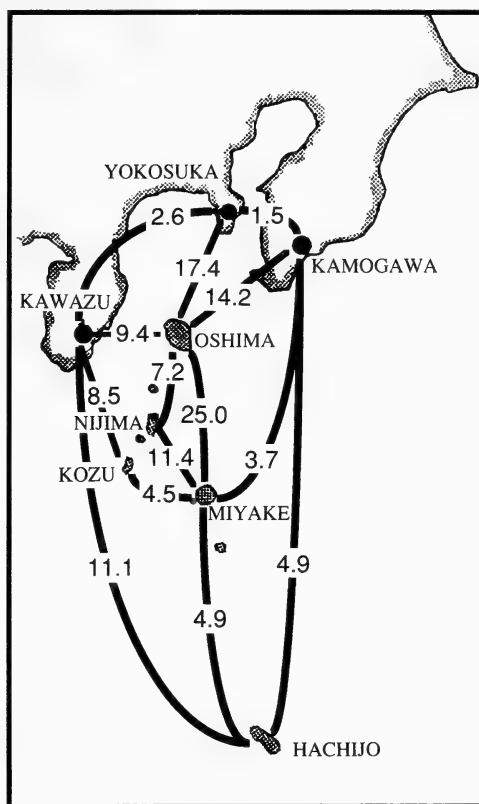 YOKOSUKA
2.6
1.5
KAMOGAWA
17.4
14.2
KAWAZU
9.4
OSHIMA
7.2
8.5
25.0
NIJIMA
11.4
3.7
KOZU
4.5
MIYAKE
11.1
4.9
4.9
HACHIJO